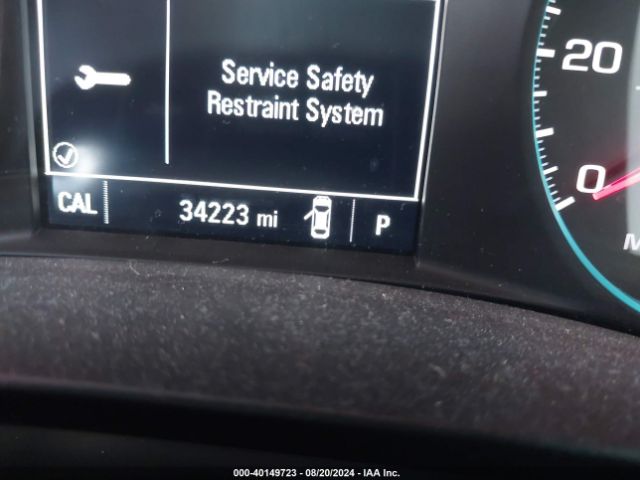 Service Safety
Restraint System
CAL 34223 mi P
20
0
000-40149723 - 08/20/2024 - IAA Inc.